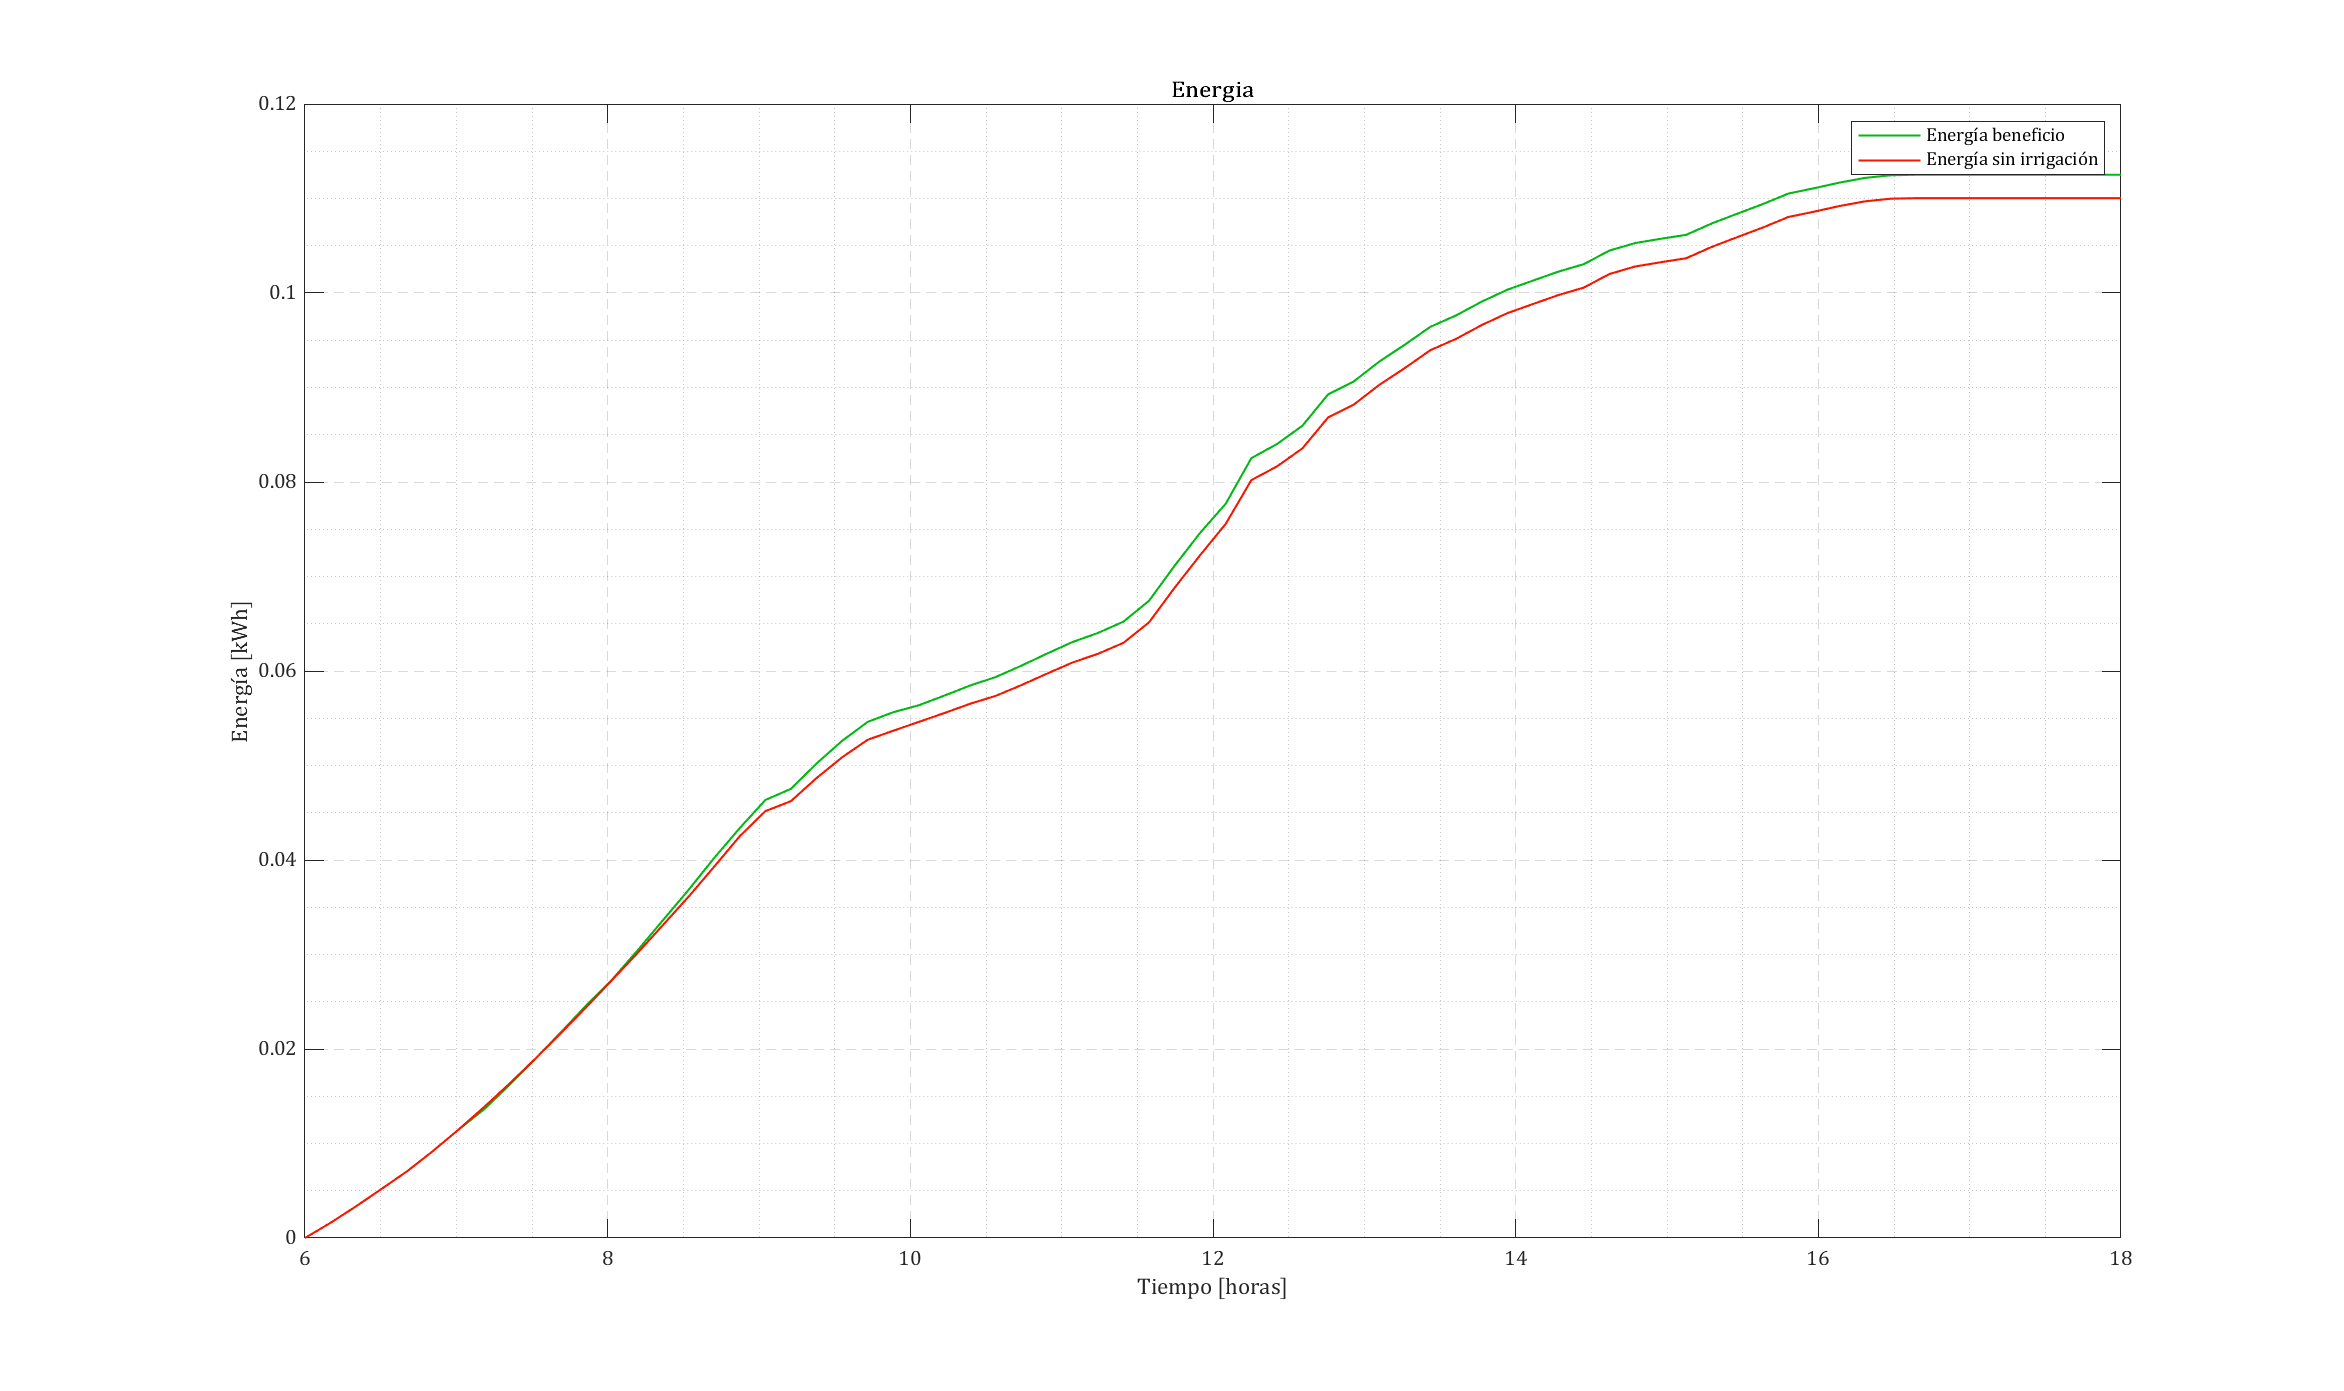 Energia
Energía beneficio
Energía sin irrigación
0.12
0.1
0.08
0.06
0.04
0.02
0
Energía [kWh]
6 8 10 12 14 16 18
Tiempo [horas]